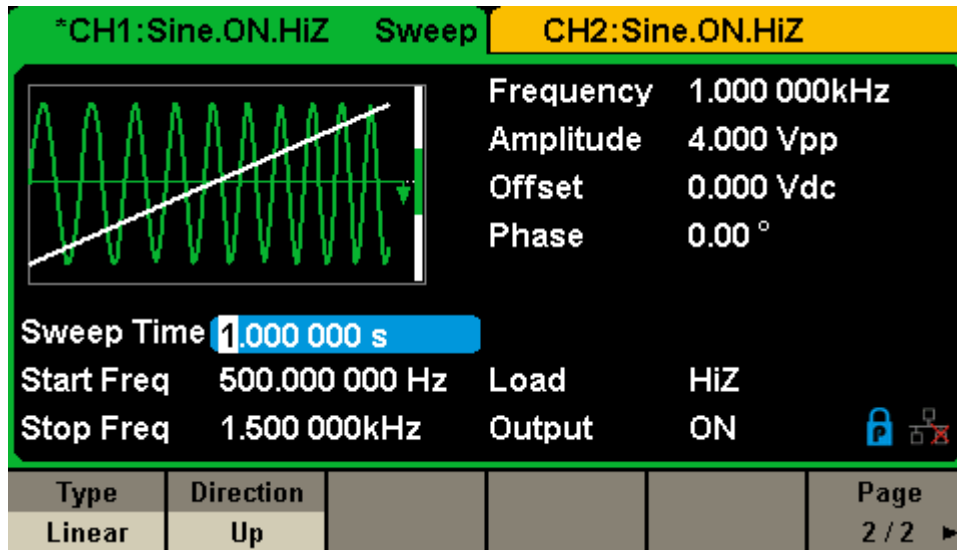 *CH1:Sine.ON.HiZ Sweep CH2:Sine.ON.HiZ
Frequency 1.000 000kHz
Amplitude 4.000 Vpp
Offset 0.000 Vdc
Phase 0.00 °
Sweep Time 1.000 000 s
Start Freq 500.000 000 Hz Load HiZ
Stop Freq 1.500 000kHz Output ON P
Type Direction Page
Linear Up 2 / 2